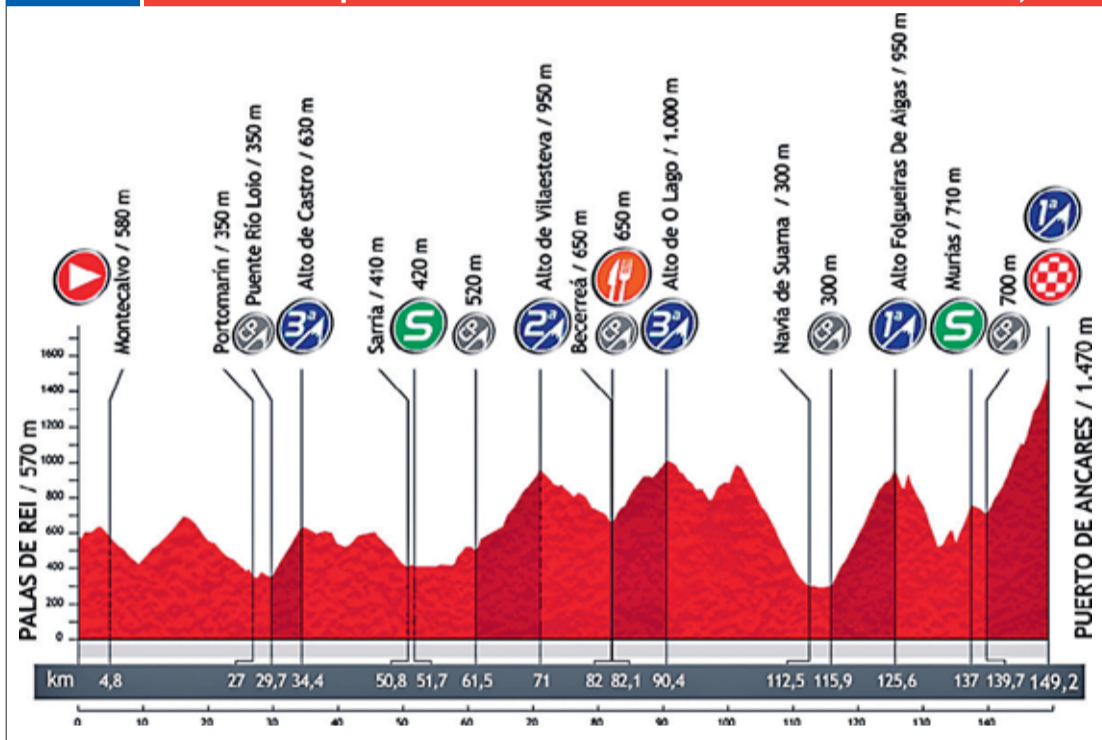 Montecalvo / 580 m
Portomarín / 350 m
Puente Río Loio / 350 m
CP
Alto de Castro / 630 m
3ª
Sarria / 410 m
420 m
S
520 m
CP
Alto de Vilaesteva / 950 m
2ª
Becerreá / 650 m
650 m
CP
Alto de O Lago / 1.000 m
3ª
Navia de Suarna / 300 m
300 m
CP
Alto Folgueiras De Aigas / 950 m
1ª
Murias / 710 m
S
700 m
CP
1ª
PALAS DE REI / 570 m
PUERTO DE ANCARES / 1.470 m
1600
1400
1200
1000
800
600
400
200
0
km 4,8 27 29,7 34,4 50,8 51,7 61,5 71 82 82,1 90,4 112,5 115,9 125,6 137 139,7 149,2
0 10 20 30 40 50 60 70 80 90 100 110 120 130 140